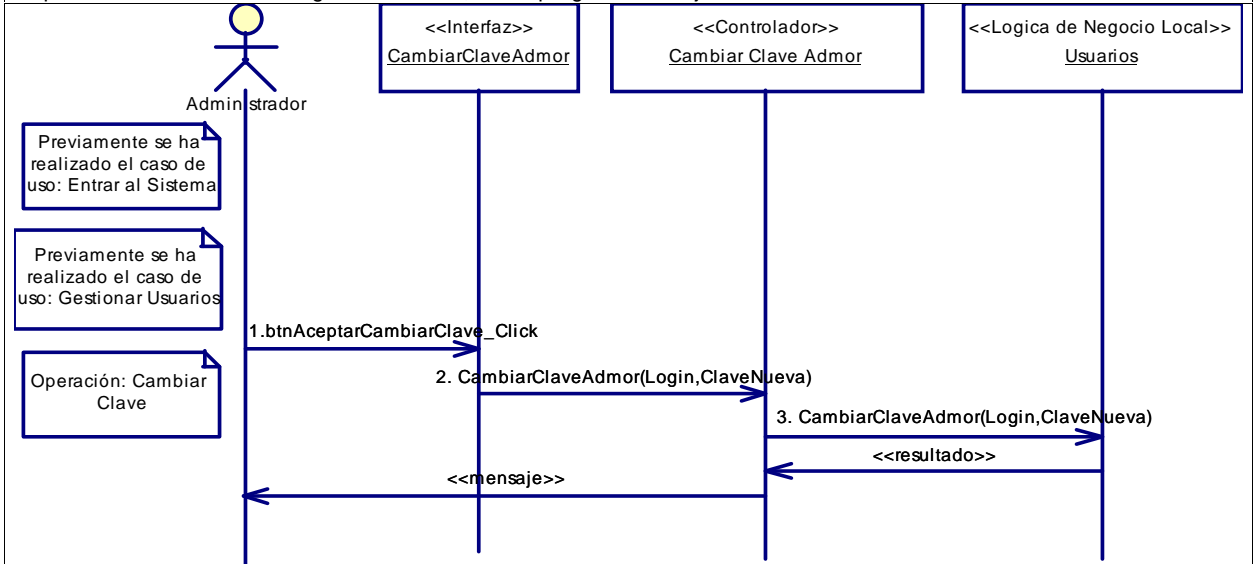 <<Interfaz>>
CambiarClaveAdmor
<<Controlador>>
Cambiar Clave Admor
<<Logica de Negocio Local>>
Usuarios
Administrador
Previamente se ha
realizado el caso de
uso: Entrar al Sistema
Previamente se ha
realizado el caso de
uso: Gestionar Usuarios
1.btnAceptarCambiarClave_Click
Operación: Cambiar
Clave
2. CambiarClaveAdmor(Login,ClaveNueva)
3. CambiarClaveAdmor(Login,ClaveNueva)
<<resultado>>
<<mensaje>>